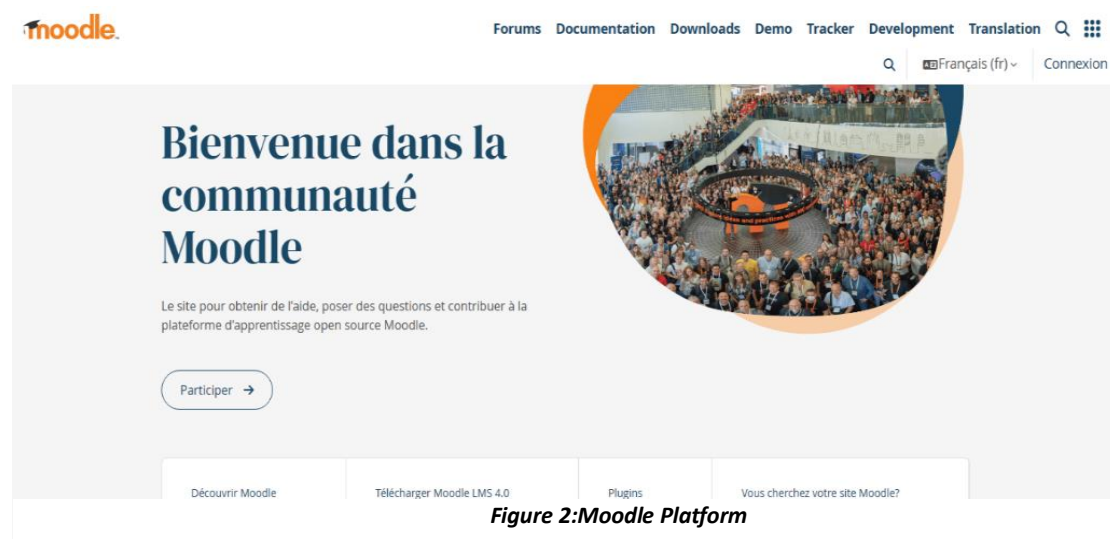 moodle
Forums Documentation Downloads Demo Tracker Development Translation
Français (fr)
Connexion
Bienvenue dans la
communauté
Moodle
Le site pour obtenir de l'aide, poser des questions et contribuer à la
plateforme d'apprentissage open source Moodle.
Participer →
Découvrir Moodle
Télécharger Moodle LMS 4.0
Plugins
Vous cherchez votre site Moodle?
Figure 2:Moodle Platform